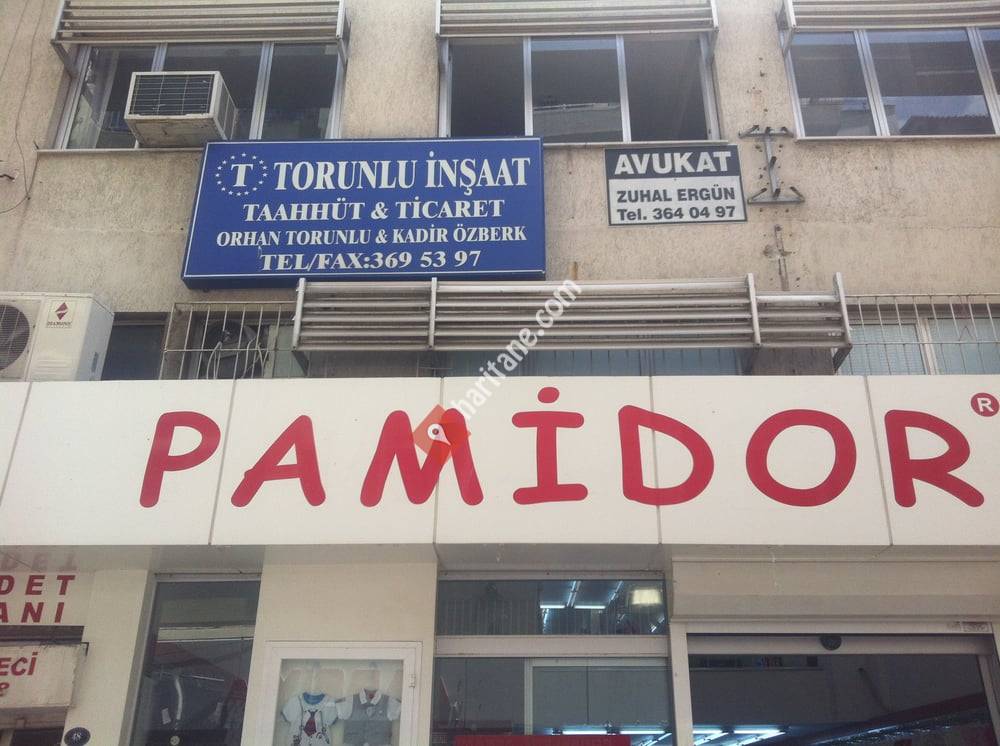 T TORUNLU İNŞAAT
TAAHHÜT & TİCARET
ORHAN TORUNLU & KADİR ÖZBERK
TEL/FAX:369 53 97
AVUKAT
ZUHAL ERGÜN
Tel. 364 04 97
haritane.com
PAMİDOR ®
DET
ANI
ECİ
48